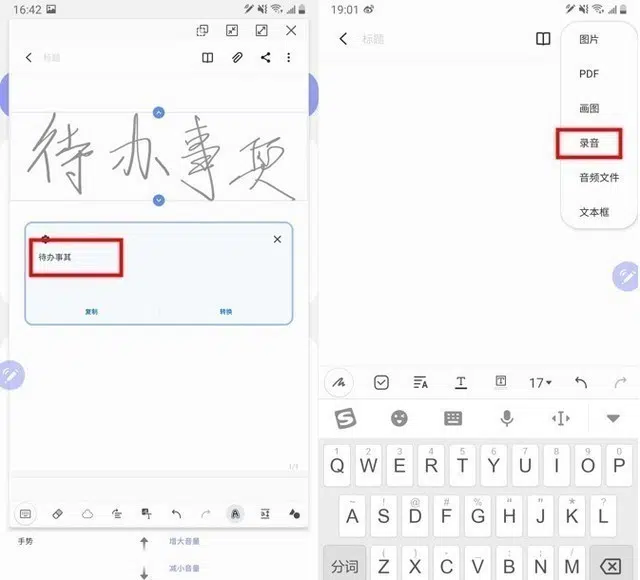 16:42
标题
待办事项
待办事其
复制
转换
1/1
手势
增大音量
减小音量
19:01
标题
图片
PDF
画图
录音
音频文件
文本框
17
1 2 3 4 5 6 7 8 9 0
Q W E R T Y U I O P
~ ! @ # % " " * ?
A S D F G H J K L
分词 Z X C V B N M